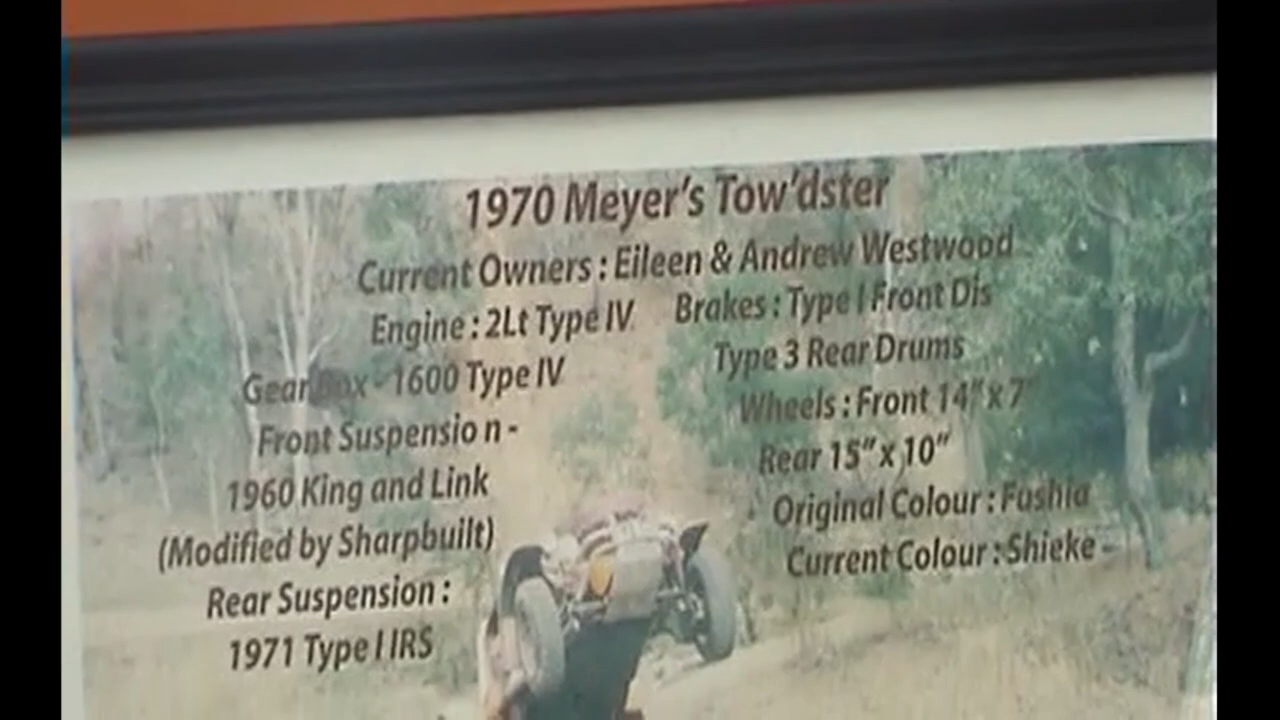 1970 Meyer's Tow'dster
Current Owners : Eileen & Andrew Westwood
Engine : 2Lt Type IV
Gear Box - 1600 Type IV
Front Suspensio n -
1960 King and Link
(Modified by Sharpbuilt)
Rear Suspension :
1971 Type I IRS
Brakes : Type I Front Dis
Type 3 Rear Drums
Wheels : Front 14" x 7"
Rear 15" x 10"
Original Colour : Fushia
Current Colour : Shieke -